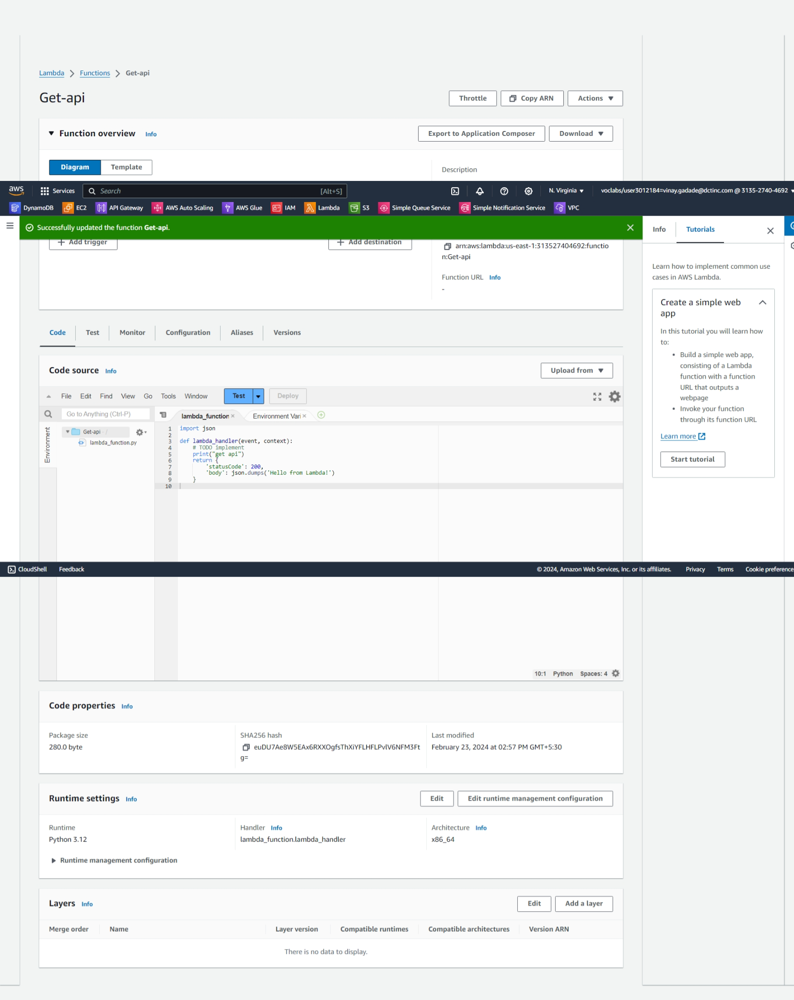 Lambda > Functions > Get-api
Get-api
Throttle Copy ARN Actions
Function overview Info
Export to Application Composer Download
Diagram Template
Description
aws Services Search [Alt+S] N. Virginia voclabs/user3012184=vinay.gadade@dctinc.com @ 3135-2740-4692
DynamoDB EC2 API Gateway AWS Auto Scaling AWS Glue IAM Lambda S3 Simple Queue Service Simple Notification Service VPC
Successfully updated the function Get-api.
Info Tutorials
+ Add trigger + Add destination
arn:aws:lambda:us-east-1:313527404692:functio
n:Get-api
Function URL Info
-
Learn how to implement common use
cases in AWS Lambda.
Create a simple web
app
In this tutorial you will learn how
to:
• Build a simple web app,
consisting of a Lambda
function with a function
URL that outputs a
webpage
• Invoke your function
through its function URL
Learn more
Start tutorial
Code Test Monitor Configuration Aliases Versions
Code source Info
Upload from
File Edit Find View Go Tools Window Test Deploy
Go to Anything (Ctrl-P)
lambda_function × Environment Vari × 
Environment
Get-api - /
lambda_function.py
1 import json
2
3 def lambda_handler(event, context):
4 # TODO implement
5 print("get api")
6 return {
7 'statusCode': 200,
8 'body': json.dumps('Hello from Lambda!')
9 }
10
CloudShell Feedback © 2024, Amazon Web Services, Inc. or its affiliates. Privacy Terms Cookie preference
10:1 Python Spaces: 4
Code properties Info
Package size
280.0 byte
SHA256 hash
euDU7Ae8W5EAx6RXXOgfsThXiYFLHFLPvlV6NFM3Ft
g=
Last modified
February 23, 2024 at 02:57 PM GMT+5:30
Runtime settings Info
Edit Edit runtime management configuration
Runtime
Python 3.12
Handler Info
lambda_function.lambda_handler
Architecture Info
x86_64
Runtime management configuration
Layers Info
Edit Add a layer
Merge order Name Layer version Compatible runtimes Compatible architectures Version ARN
There is no data to display.